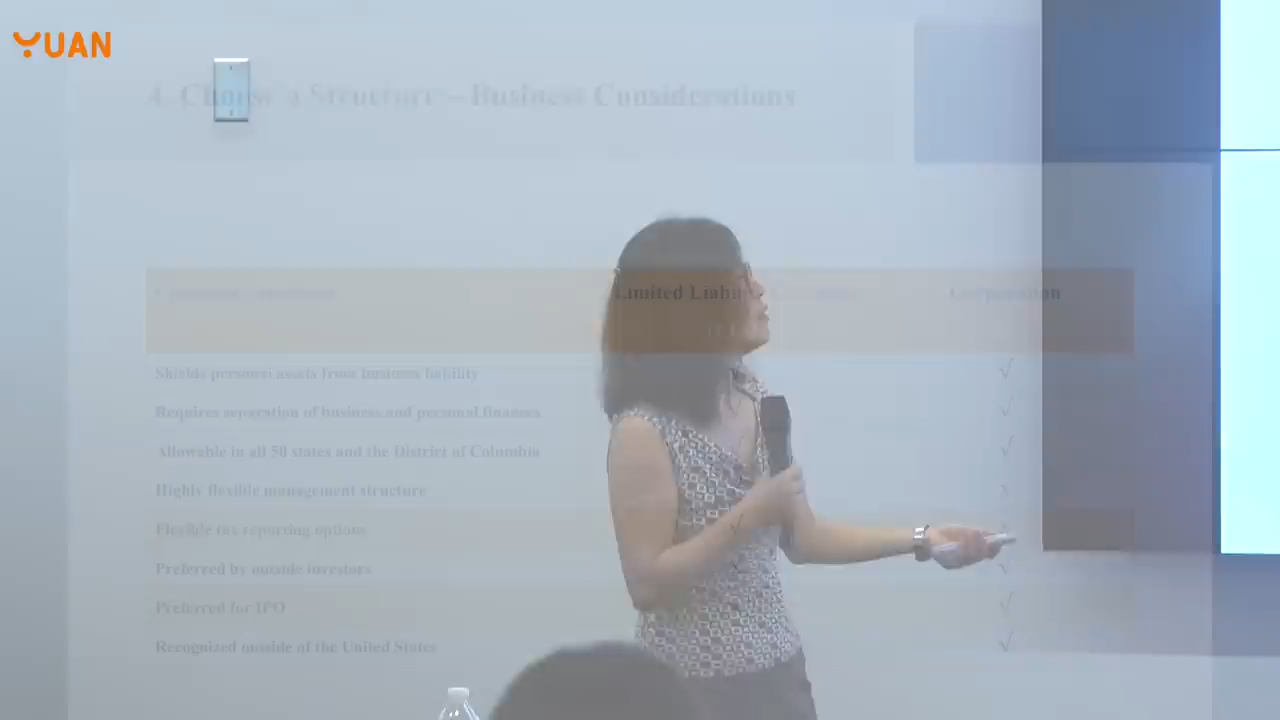 YUAN
4. Choose a Structure – Business Considerations
Limited Liability
Corporation
Shields personal assets from business liability
√
Requires separation of business and personal finances
√
Allowable in all 50 states and the District of Columbia
√
Highly flexible management structure
x
Flexible tax reporting options
Preferred by outside investors
√
Preferred for IPO
√
Recognized outside of the United States
√